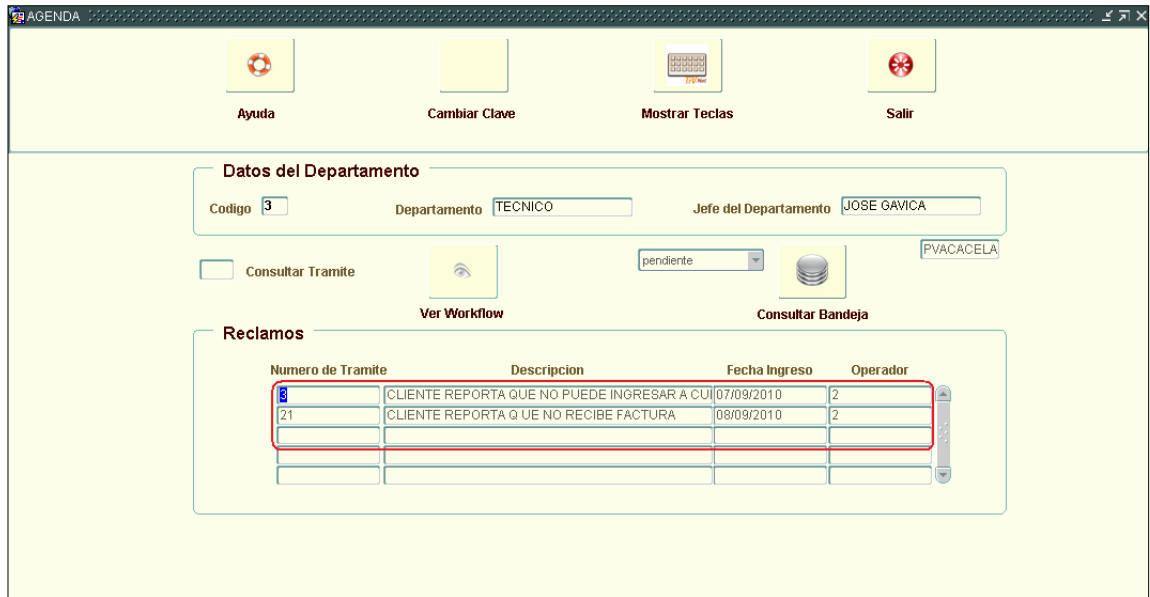 AGENDA
Ayuda Cambiar Clave Mostrar Teclas Salir
Datos del Departamento
Codigo 3 Departamento TECNICO Jefe del Departamento JOSE GAVICA
PVACACELA
Consultar Tramite pendiente
Ver Workflow Consultar Bandeja
Reclamos
Numero de Tramite Descripcion Fecha Ingreso Operador
3 CLIENTE REPORTA QUE NO PUEDE INGRESAR A 07/09/2010 2
21 CLIENTE REPORTA Q UE NO RECIBE FACTURA 08/09/2010 2